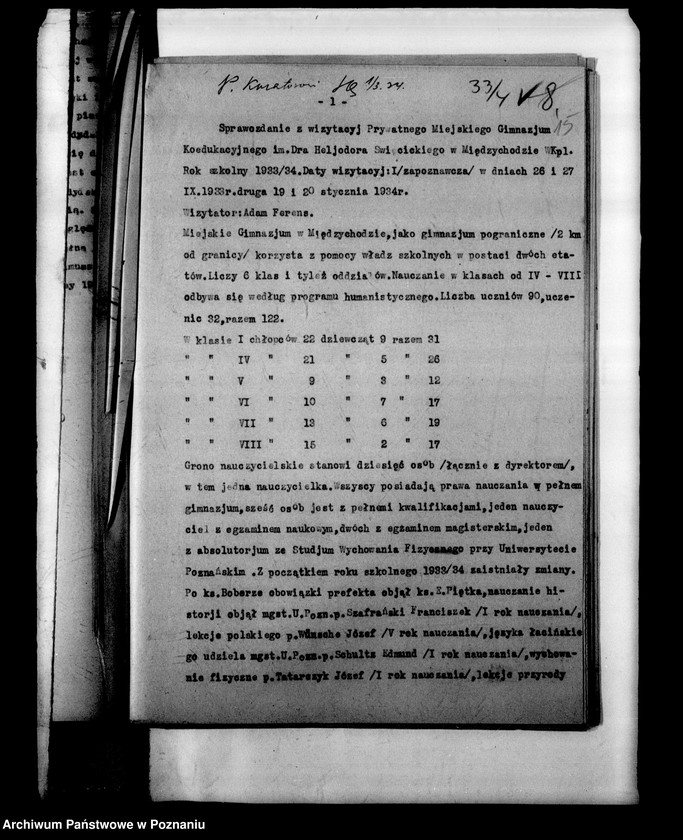 33/4 8
- 1 -
15
Sprawozdanie z wizytacyj Prywatnego Miejskiego Gimnazjum
Koedukacyjnego im.Dra Heljodora Święcickiego w Międzychodzie WKpl.
Rok szkolny 1933/34.Daty wizytacyj:I/zapoznawcza/ w dniach 26 i 27
IX.1933r.druga 19 i 20 stycznia 1934r.
Wizytator:Adam Ferens.
Miejskie Gimnazjum w Międzychodzie,jako gimnazjum pograniczne /2 km
od granicy/ korzysta z pomocy władz szkolnych w postaci dwóch eta-
tów.Liczy 6 klas i tyleż oddziałów.Nauczanie w klasach od IV - VIII
odbywa się według programu humanistycznego.Liczba uczniów 90,ucze-
nic 32,razem 122.
W klasie I chłopców 22 dziewcząt 9 razem 31
" " IV " 21 " 5 " 26
" " V " 9 " 3 " 12
" " VI " 10 " 7 " 17
" " VII " 13 " 6 " 19
" " VIII " 15 " 2 " 17
Grono nauczycielskie stanowi dziesięć osób /łącznie z dyrektorem/,
w tem jedna nauczycielka.Wszyscy posiadają prawa nauczania w pełnem
gimnazjum,sześć osób jest z pełnemi kwalifikacjami,jeden nauczy-
ciel z egzaminem naukowym,dwóch z egzaminem magisterskim,jeden
z absolutorjum ze Studjum Wychowania Fizycznego przy Uniwersytecie
Poznańskim .Z początkiem roku szkolnego 1933/34 zaistniały zmiany.
Po ks.Boberze obowiązki prefekta objął ks.E.Piętka,nauczanie hi-
storji objął mgst.U.Pozn.p.Szafrański Franciszek /I rok nauczania/,
lekcje polskiego p.Wünsche Józef /V rok nauczania/,języka łacińskie
go udziela mgst.U.Pozn.p.Schultz Edmund /I rok nauczania/,wychowa-
nie fizyczne p.Tatarczyk Józef /I rok nauczania/,lekcje przyrody
Archiwum Państwowe w Poznaniu